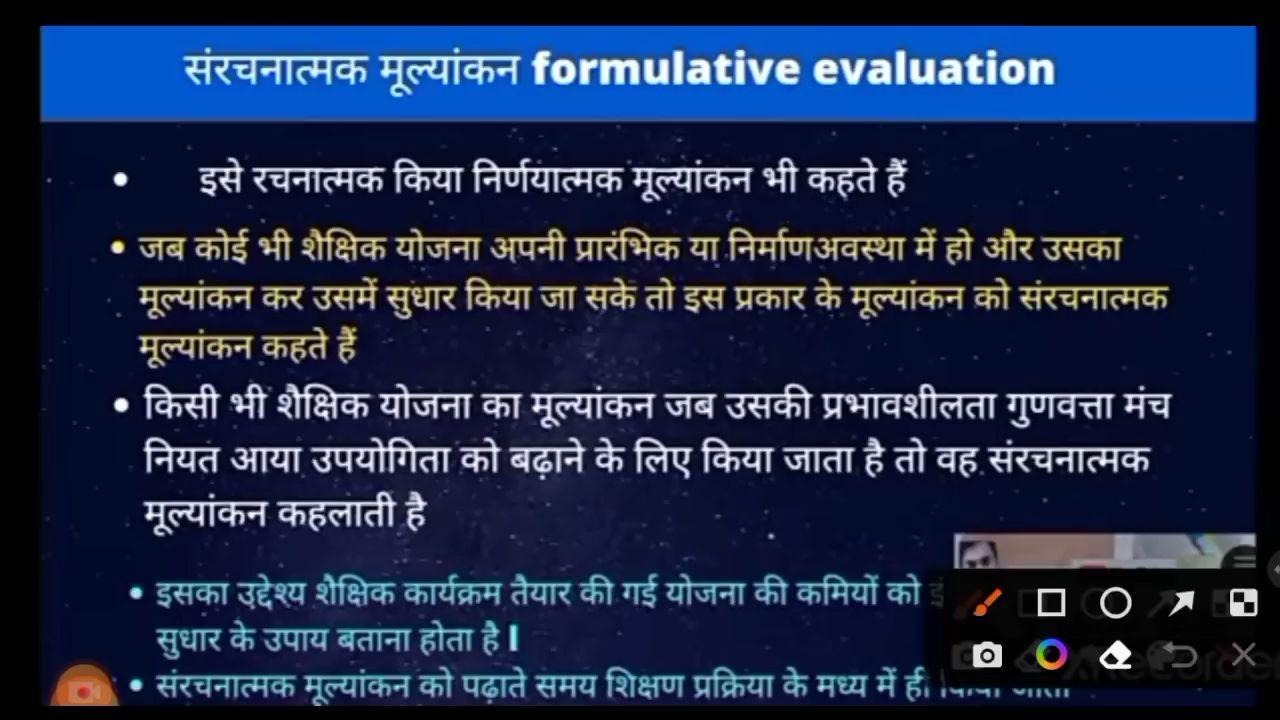 संरचनात्मक मूल्यांकन formulative evaluation
• इसे रचनात्मक किया निर्णयात्मक मूल्यांकन भी कहते हैं
• जब कोई भी शैक्षिक योजना अपनी प्रारंभिक या निर्माणअवस्था में हो और उसका
मूल्यांकन कर उसमें सुधार किया जा सके तो इस प्रकार के मूल्यांकन को संरचनात्मक
मूल्यांकन कहते हैं
• किसी भी शैक्षिक योजना का मूल्यांकन जब उसकी प्रभावशीलता गुणवत्ता मंच
नियत आया उपयोगिता को बढ़ाने के लिए किया जाता है तो वह संरचनात्मक
मूल्यांकन कहलाती है
• इसका उद्देश्य शैक्षिक कार्यक्रम तैयार की गई योजना की कमियों को
सुधार के उपाय बताना होता है l
• संरचनात्मक मूल्यांकन को पढ़ाते समय शिक्षण प्रक्रिया के मध्य में ही